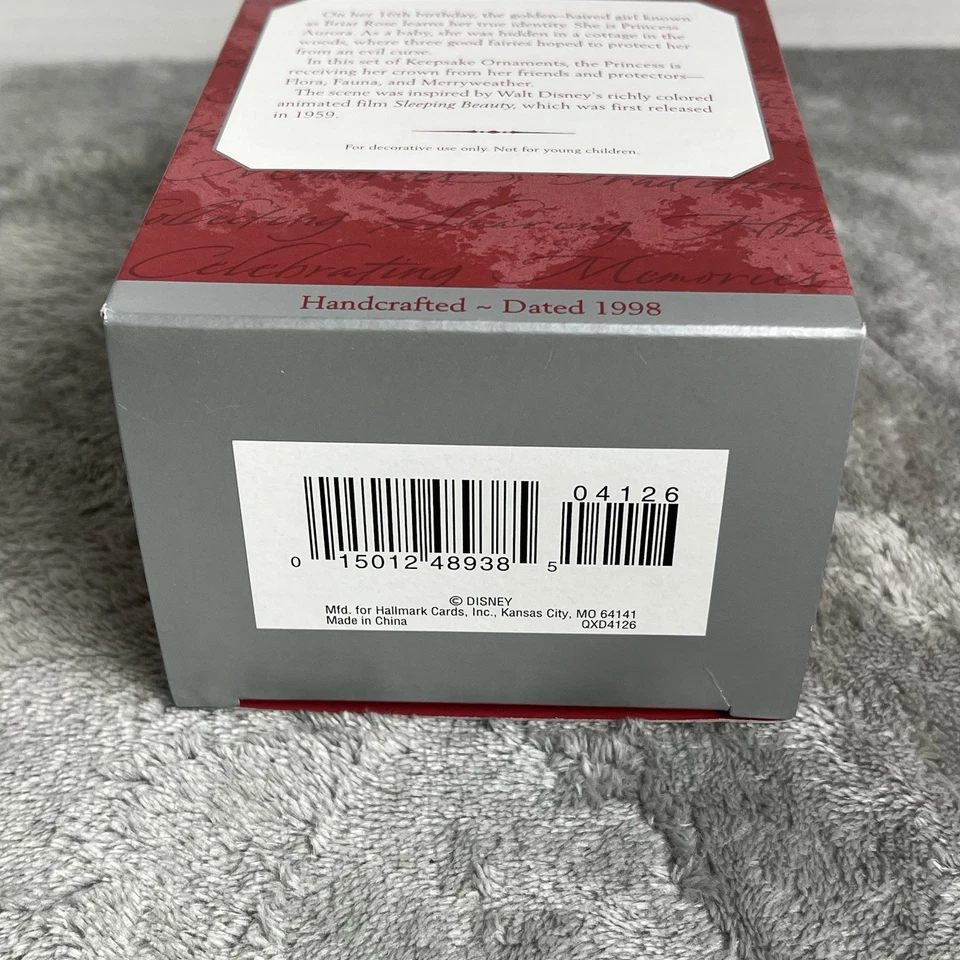 On her 16th birthday, the golden-haired girl known
as Briar Rose learns her true identity. She is Princess
Aurora. As a baby, she was hidden in a cottage in the
woods, where three good fairies hoped to protect her
from an evil curse.
In this set of Keepsake Ornaments, the Princess is
receiving her crown from her friends and protectors—
Flora, Fauna, and Merryweather.
The scene was inspired by Walt Disney's richly colored
animated film Sleeping Beauty, which was first released
in 1959.
For decorative use only. Not for young children.
Collecting Sharing
Celebrating Memories
Handcrafted ~ Dated 1998
04126
0 15012 48938 5
© DISNEY
Mfd. for Hallmark Cards, Inc., Kansas City, MO 64141
Made in China QXD4126